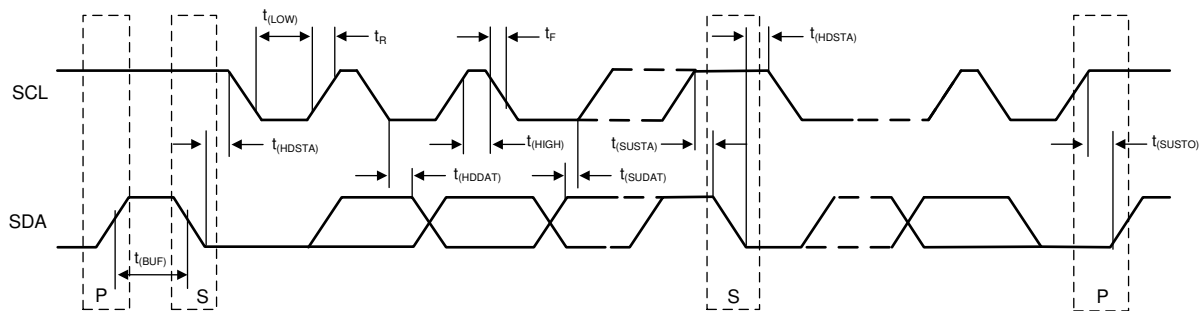 t(LOW)
tR
tF
t(HDSTA)
SCL
t(HDSTA)
t(HIGH)
t(SUSTA)
t(SUSTO)
t(HDDAT)
t(SUDAT)
SDA
t(BUF)
P
S
S
P